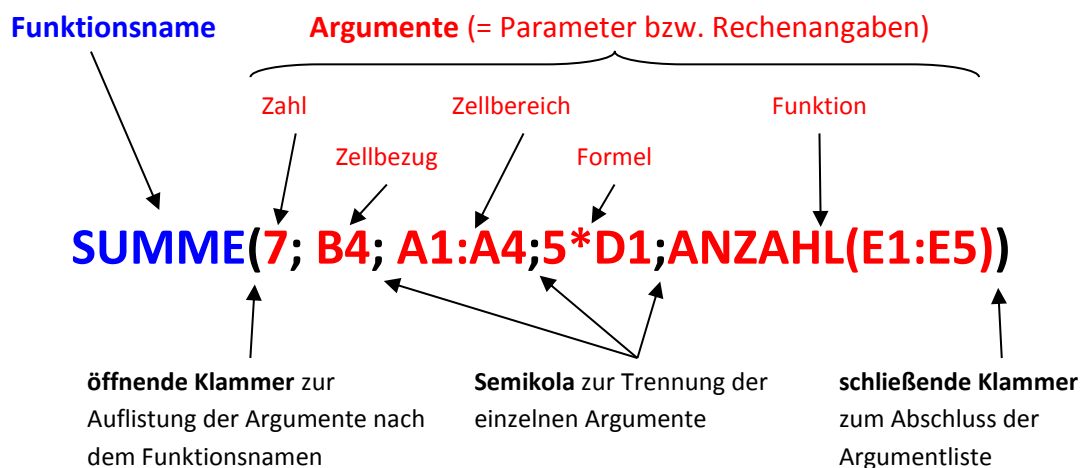 Funktionsname
Argumente (= Parameter bzw. Rechenangaben)
Zahl
Zellbereich
Funktion
Zellbezug
Formel
SUMME(7; B4; A1:A4;5*D1;ANZAHL(E1:E5))
öffnende Klammer zur
Auflistung der Argumente nach
dem Funktionsnamen
Semikola zur Trennung der
einzelnen Argumente
schließende Klammer
zum Abschluss der
Argumentliste